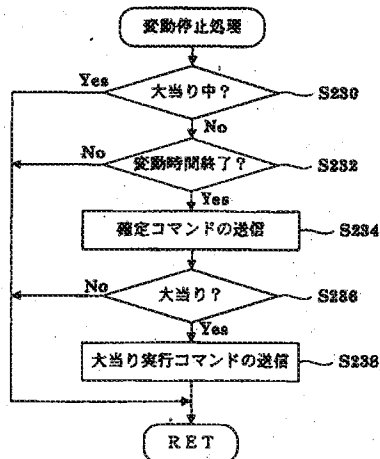 変動停止処理
大当り中？
S230
Yes
No
変動時間終了？
S232
No
Yes
確定コマンドの送信
S234
大当り？
S236
No
Yes
大当り実行コマンドの送信
S238
RET